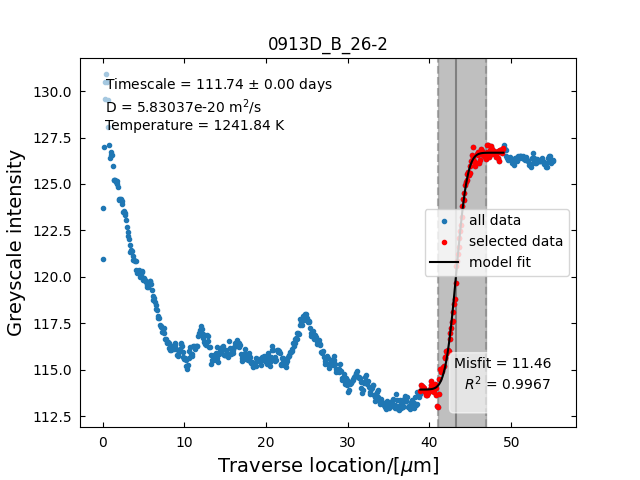 0913D_B_26-2
Timescale = 111.74 ± 0.00 days
D = 5.83037e-20 m²/s
Temperature = 1241.84 K
130.0
127.5
125.0
122.5
120.0
117.5
115.0
112.5
Greyscale intensity
all data
selected data
model fit
Misfit = 11.46
R² = 0.9967
0 10 20 30 40 50
Traverse location/[μm]